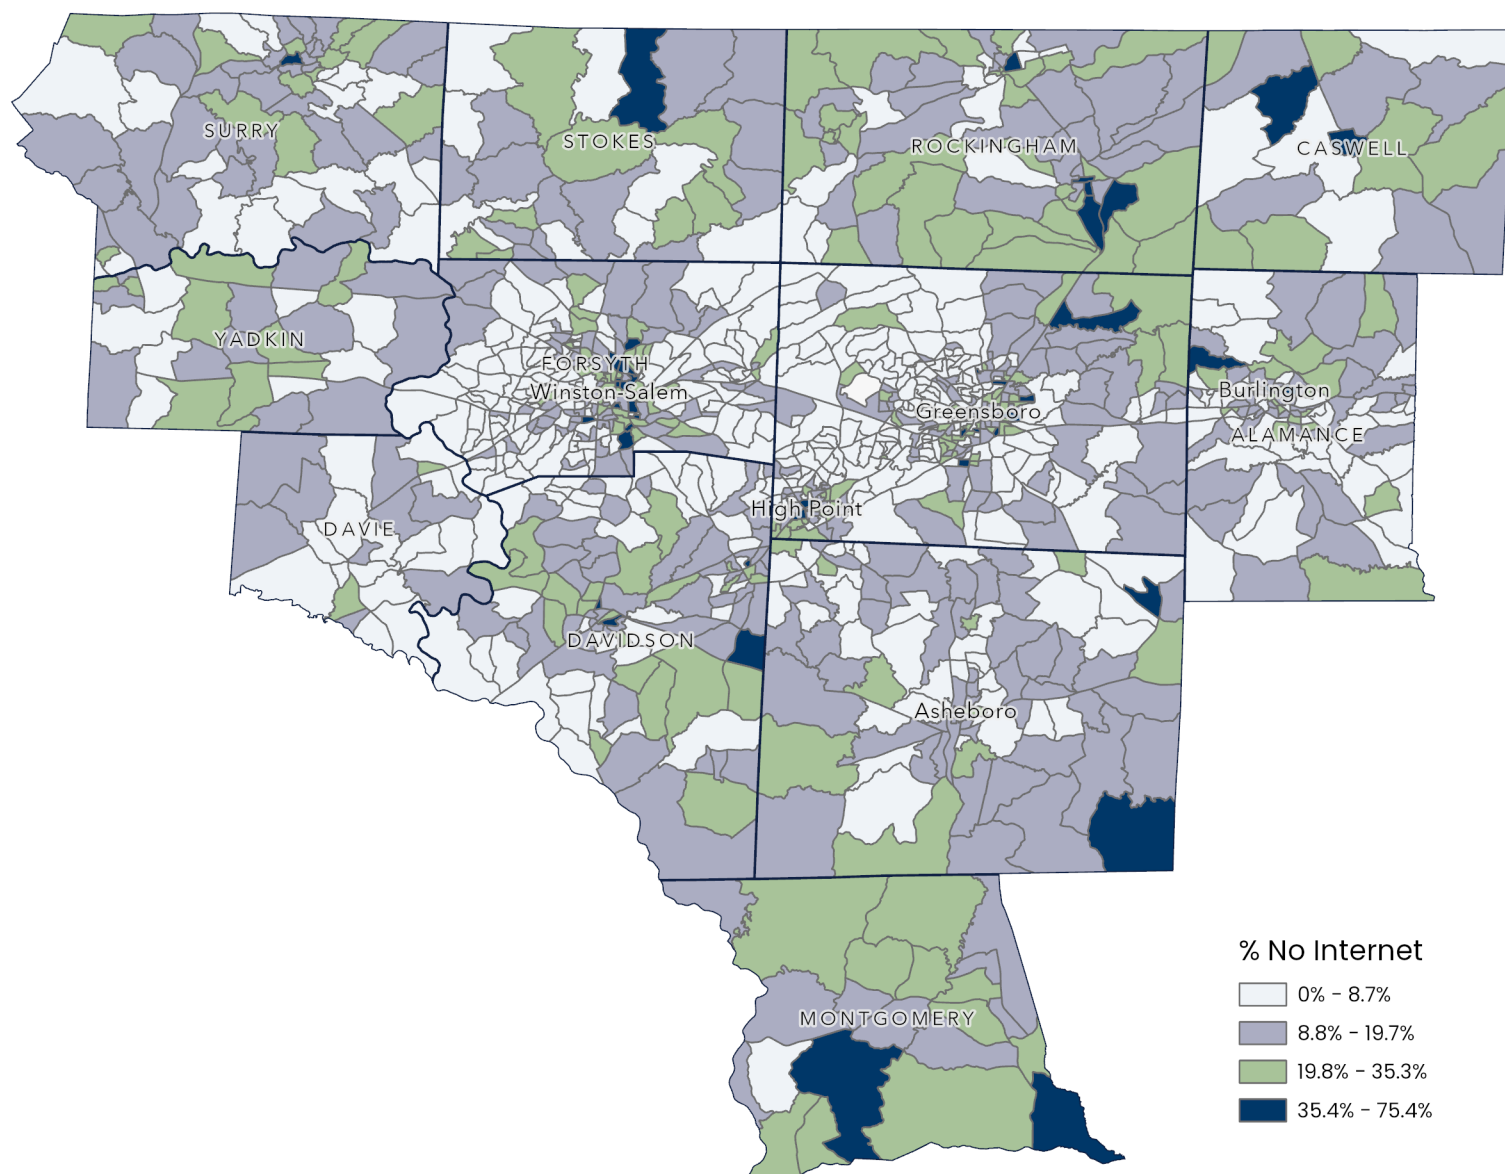 SURRY
STOKES
ROCKINGHAM
CASWELL
YADKIN
FORSYTH
Winston-Salem
Greensboro
Burlington
ALAMANCE
High Point
DAVIE
DAVIDSON
Asheboro
MONTGOMERY
% No Internet
0% - 8.7%
8.8% - 19.7%
19.8% - 35.3%
35.4% - 75.4%